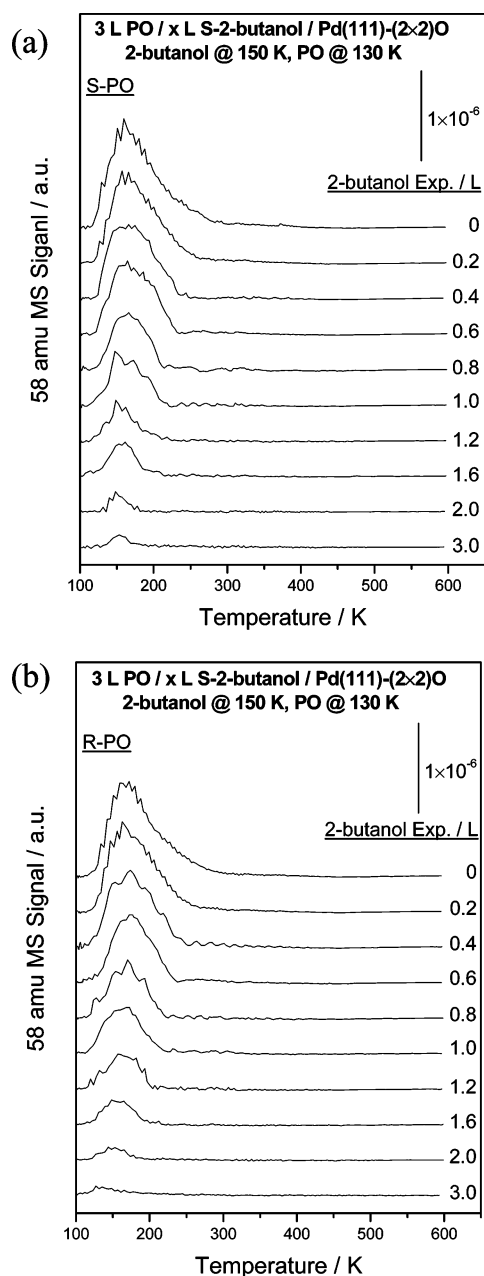 (a)
3 L PO / x L S-2-butanol / Pd(111)-(2×2)O
2-butanol @ 150 K, PO @ 130 K
S-PO
1×10⁻⁶
2-butanol Exp. / L
0
0.2
0.4
0.6
0.8
1.0
1.2
1.6
2.0
3.0
58 amu MS Siganl / a.u.
100 200 300 400 500 600
Temperature / K
(b)
3 L PO / x L S-2-butanol / Pd(111)-(2×2)O
2-butanol @ 150 K, PO @ 130 K
R-PO
1×10⁻⁶
2-butanol Exp. / L
0
0.2
0.4
0.6
0.8
1.0
1.2
1.6
2.0
3.0
58 amu MS Signal / a.u.
100 200 300 400 500 600
Temperature / K